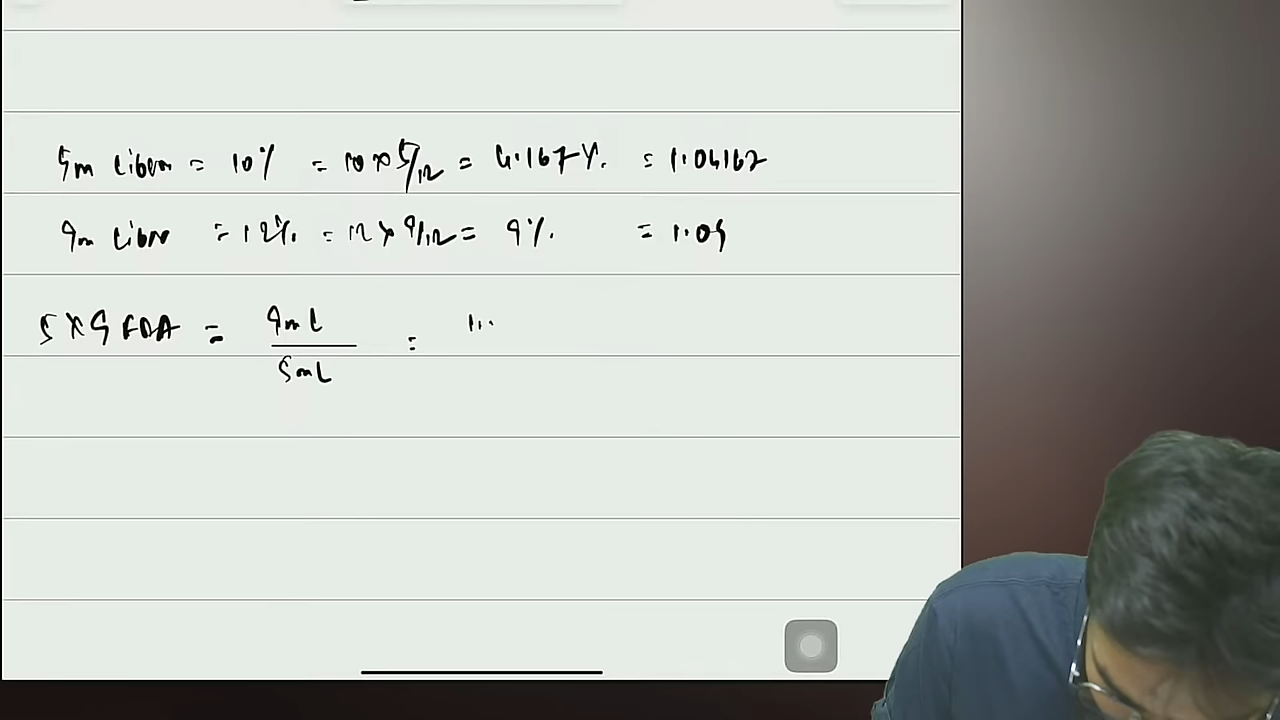 5m Libor = 10% = 10 x 5/12 = 4.167%. = 1.04167
9m Libor = 12% = 12 x 9/12 = 9%. = 1.09
5 X 9 FRA = 9mL / 5mL = 1..